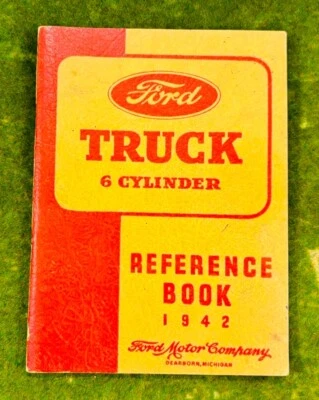 Ford
TRUCK
6 CYLINDER
REFERENCE
BOOK
1942
Ford Motor Company
DEARBORN, MICHIGAN